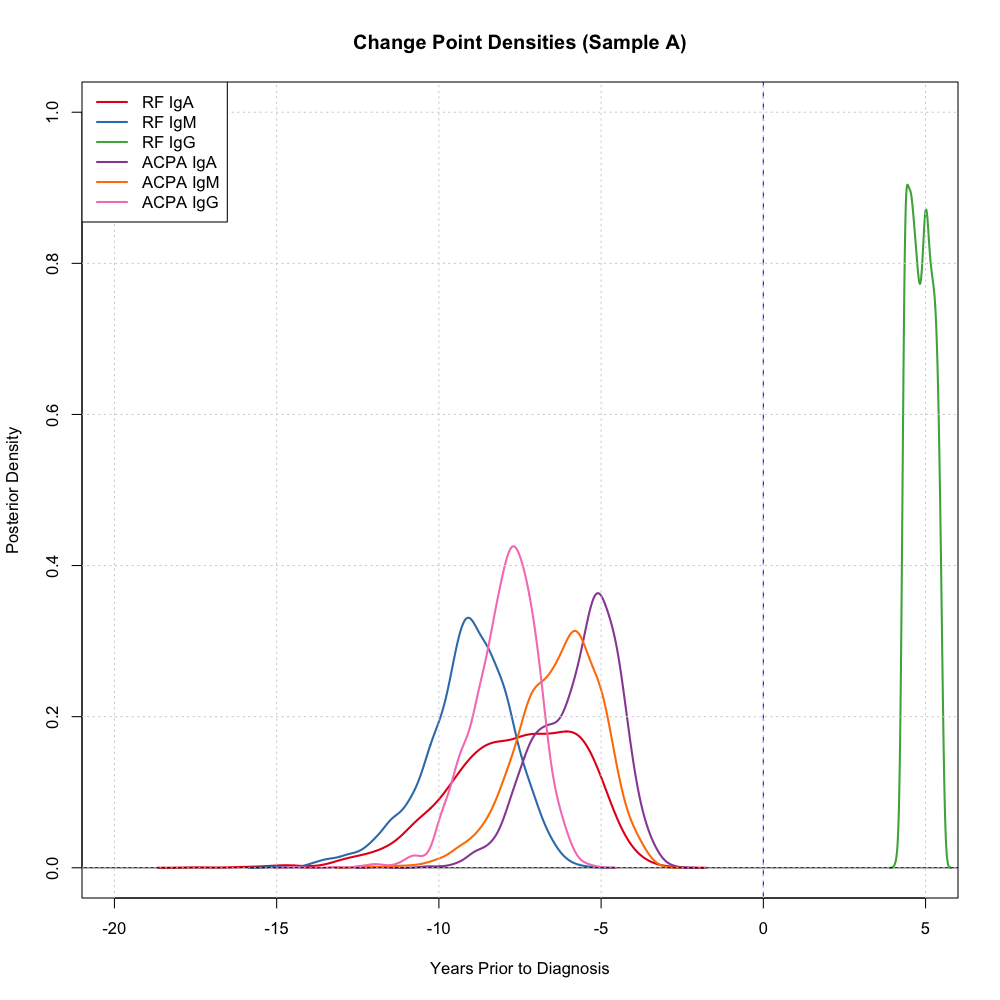 Change Point Densities (Sample A)
RF IgA
RF IgM
RF IgG
ACPA IgA
ACPA IgM
ACPA IgG
Posterior Density
1.0
0.8
0.6
0.4
0.2
0.0
-20 -15 -10 -5 0 5
Years Prior to Diagnosis